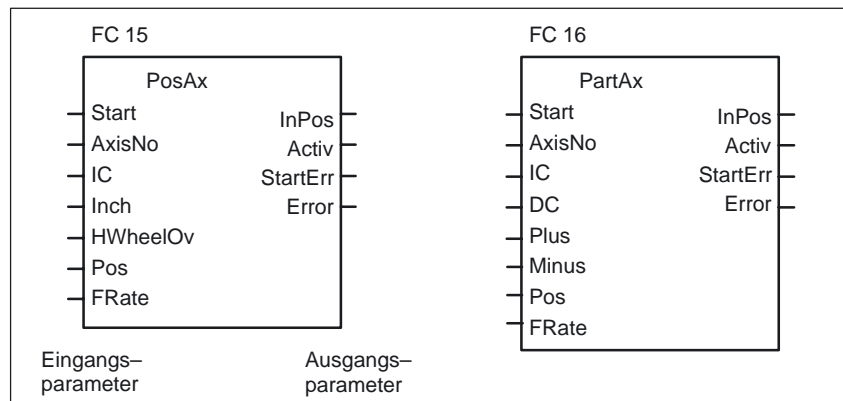 FC 15
PosAx
Start
AxisNo
IC
Inch
HWheelOv
Pos
FRate
InPos
Activ
StartErr
Error
Eingangs–
parameter
Ausgangs–
parameter
FC 16
PartAx
Start
AxisNo
IC
DC
Plus
Minus
Pos
FRate
InPos
Activ
StartErr
Error